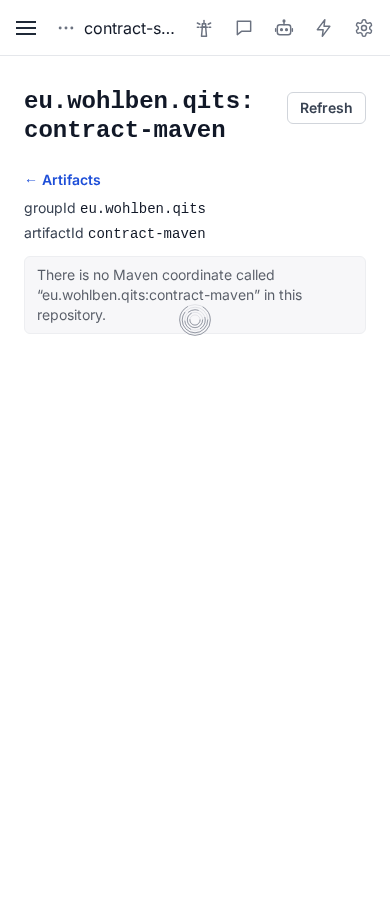 contract-s...
eu.wohlben.qits:
contract-maven
Refresh
← Artifacts
groupId eu.wohlben.qits
artifactId contract-maven
There is no Maven coordinate called
“eu.wohlben.qits:contract-maven” in this
repository.